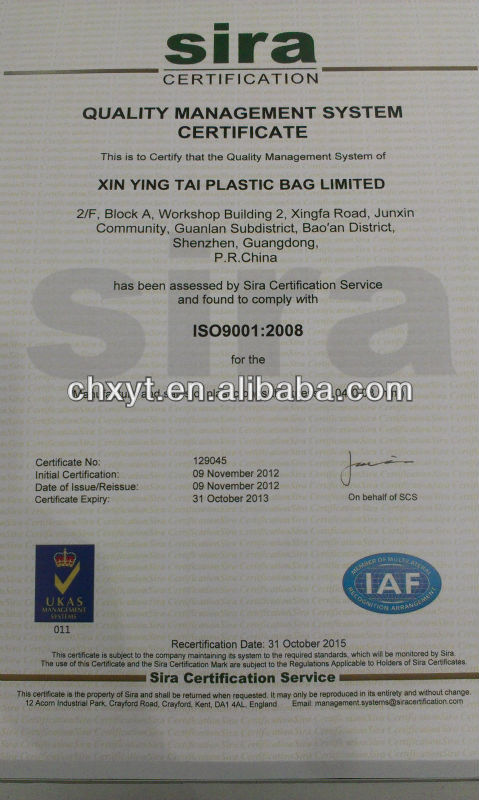 sira
CERTIFICATION
QUALITY MANAGEMENT SYSTEM
CERTIFICATE
This is to Certify that the Quality Management System of
XIN YING TAI PLASTIC BAG LIMITED
2/F, Block A, Workshop Building 2, Xingfa Road, Junxin
Community, Guanlan Subdistrict, Bao'an District,
Shenzhen, Guangdong,
P.R.China
has been assessed by Sira Certification Service
and found to comply with
ISO9001:2008
for the
chxyt.en.alibaba.com
Certificate No: 129045
Initial Certification: 09 November 2012
Date of Issue/Reissue: 09 November 2012
Certificate Expiry: 31 October 2013
On behalf of SCS
UKAS
MANAGEMENT
SYSTEMS
011
MEMBER OF MULTILATERAL
IAF
RECOGNITION ARRANGEMENT
Recertification Date: 31 October 2015
This certificate is subject to the company maintaining its system to the required standards, which will be monitored by Sira.
The use of this Certificate and the Sira Certification Mark are subject to the Regulations Applicable to Holders of Sira Certificates.
Sira Certification Service
This certificate is the property of Sira and shall be returned when requested. It may only be reproduced in its entirety and without change.
12 Acorn Industrial Park, Crayford Road, Crayford, Kent, DA1 4AL. England Email: management.systems@siracertification.com